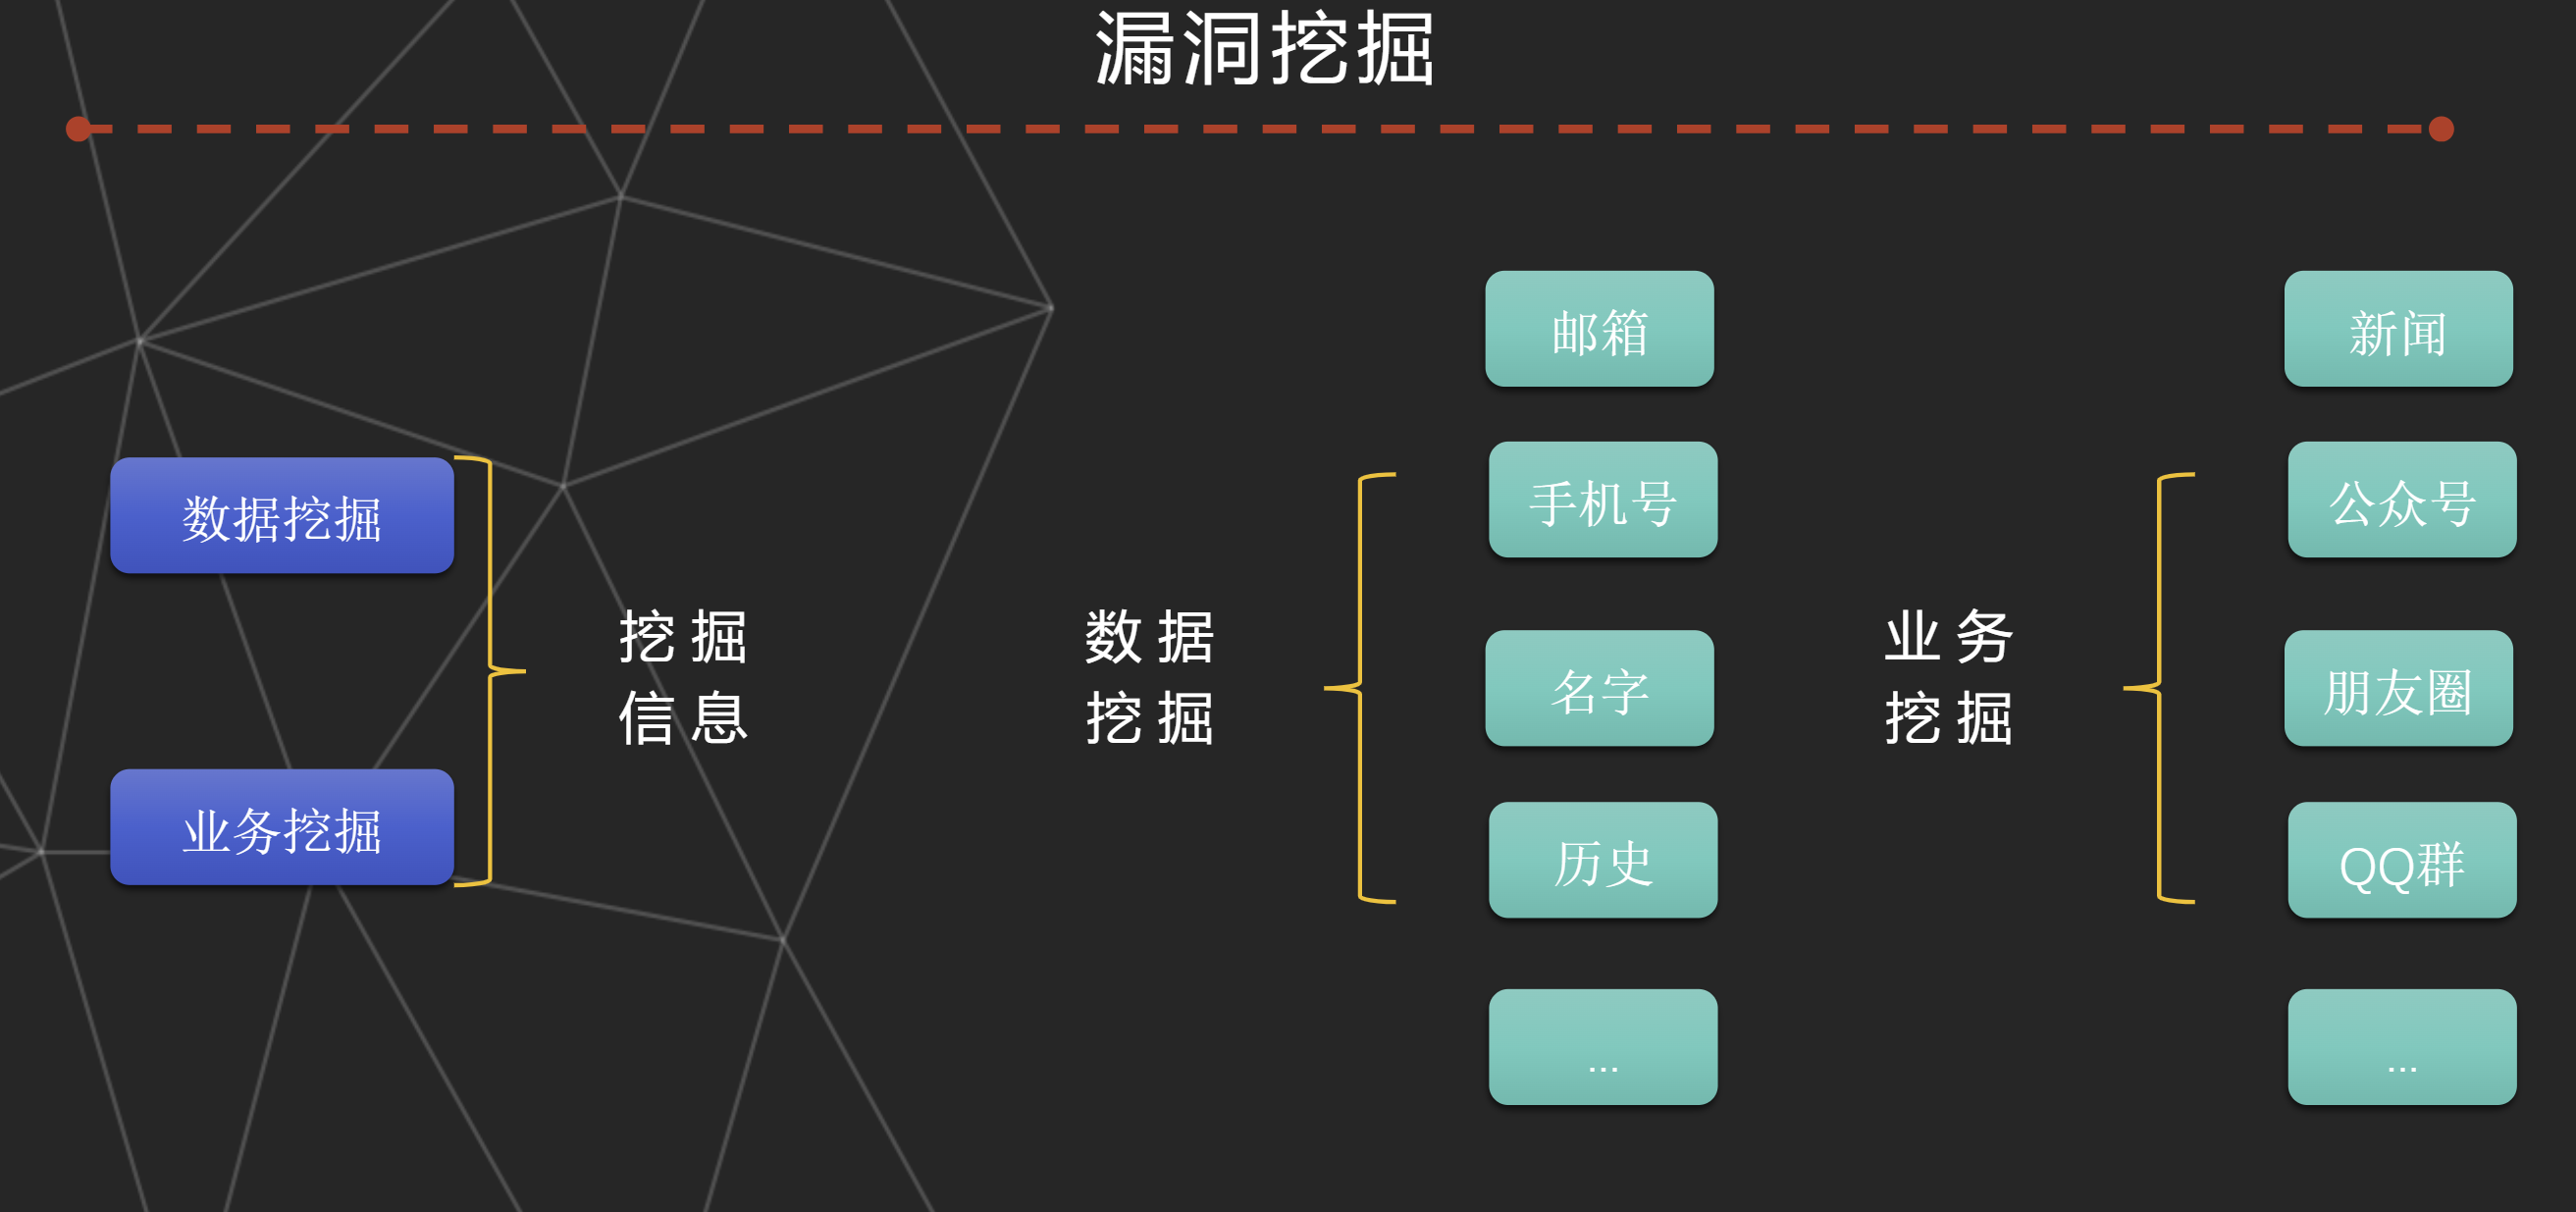 漏洞挖掘
数据挖掘
业务挖掘
挖掘
信息
数据
挖掘
邮箱
手机号
名字
历史
...
业务
挖掘
新闻
公众号
朋友圈
QQ群
...